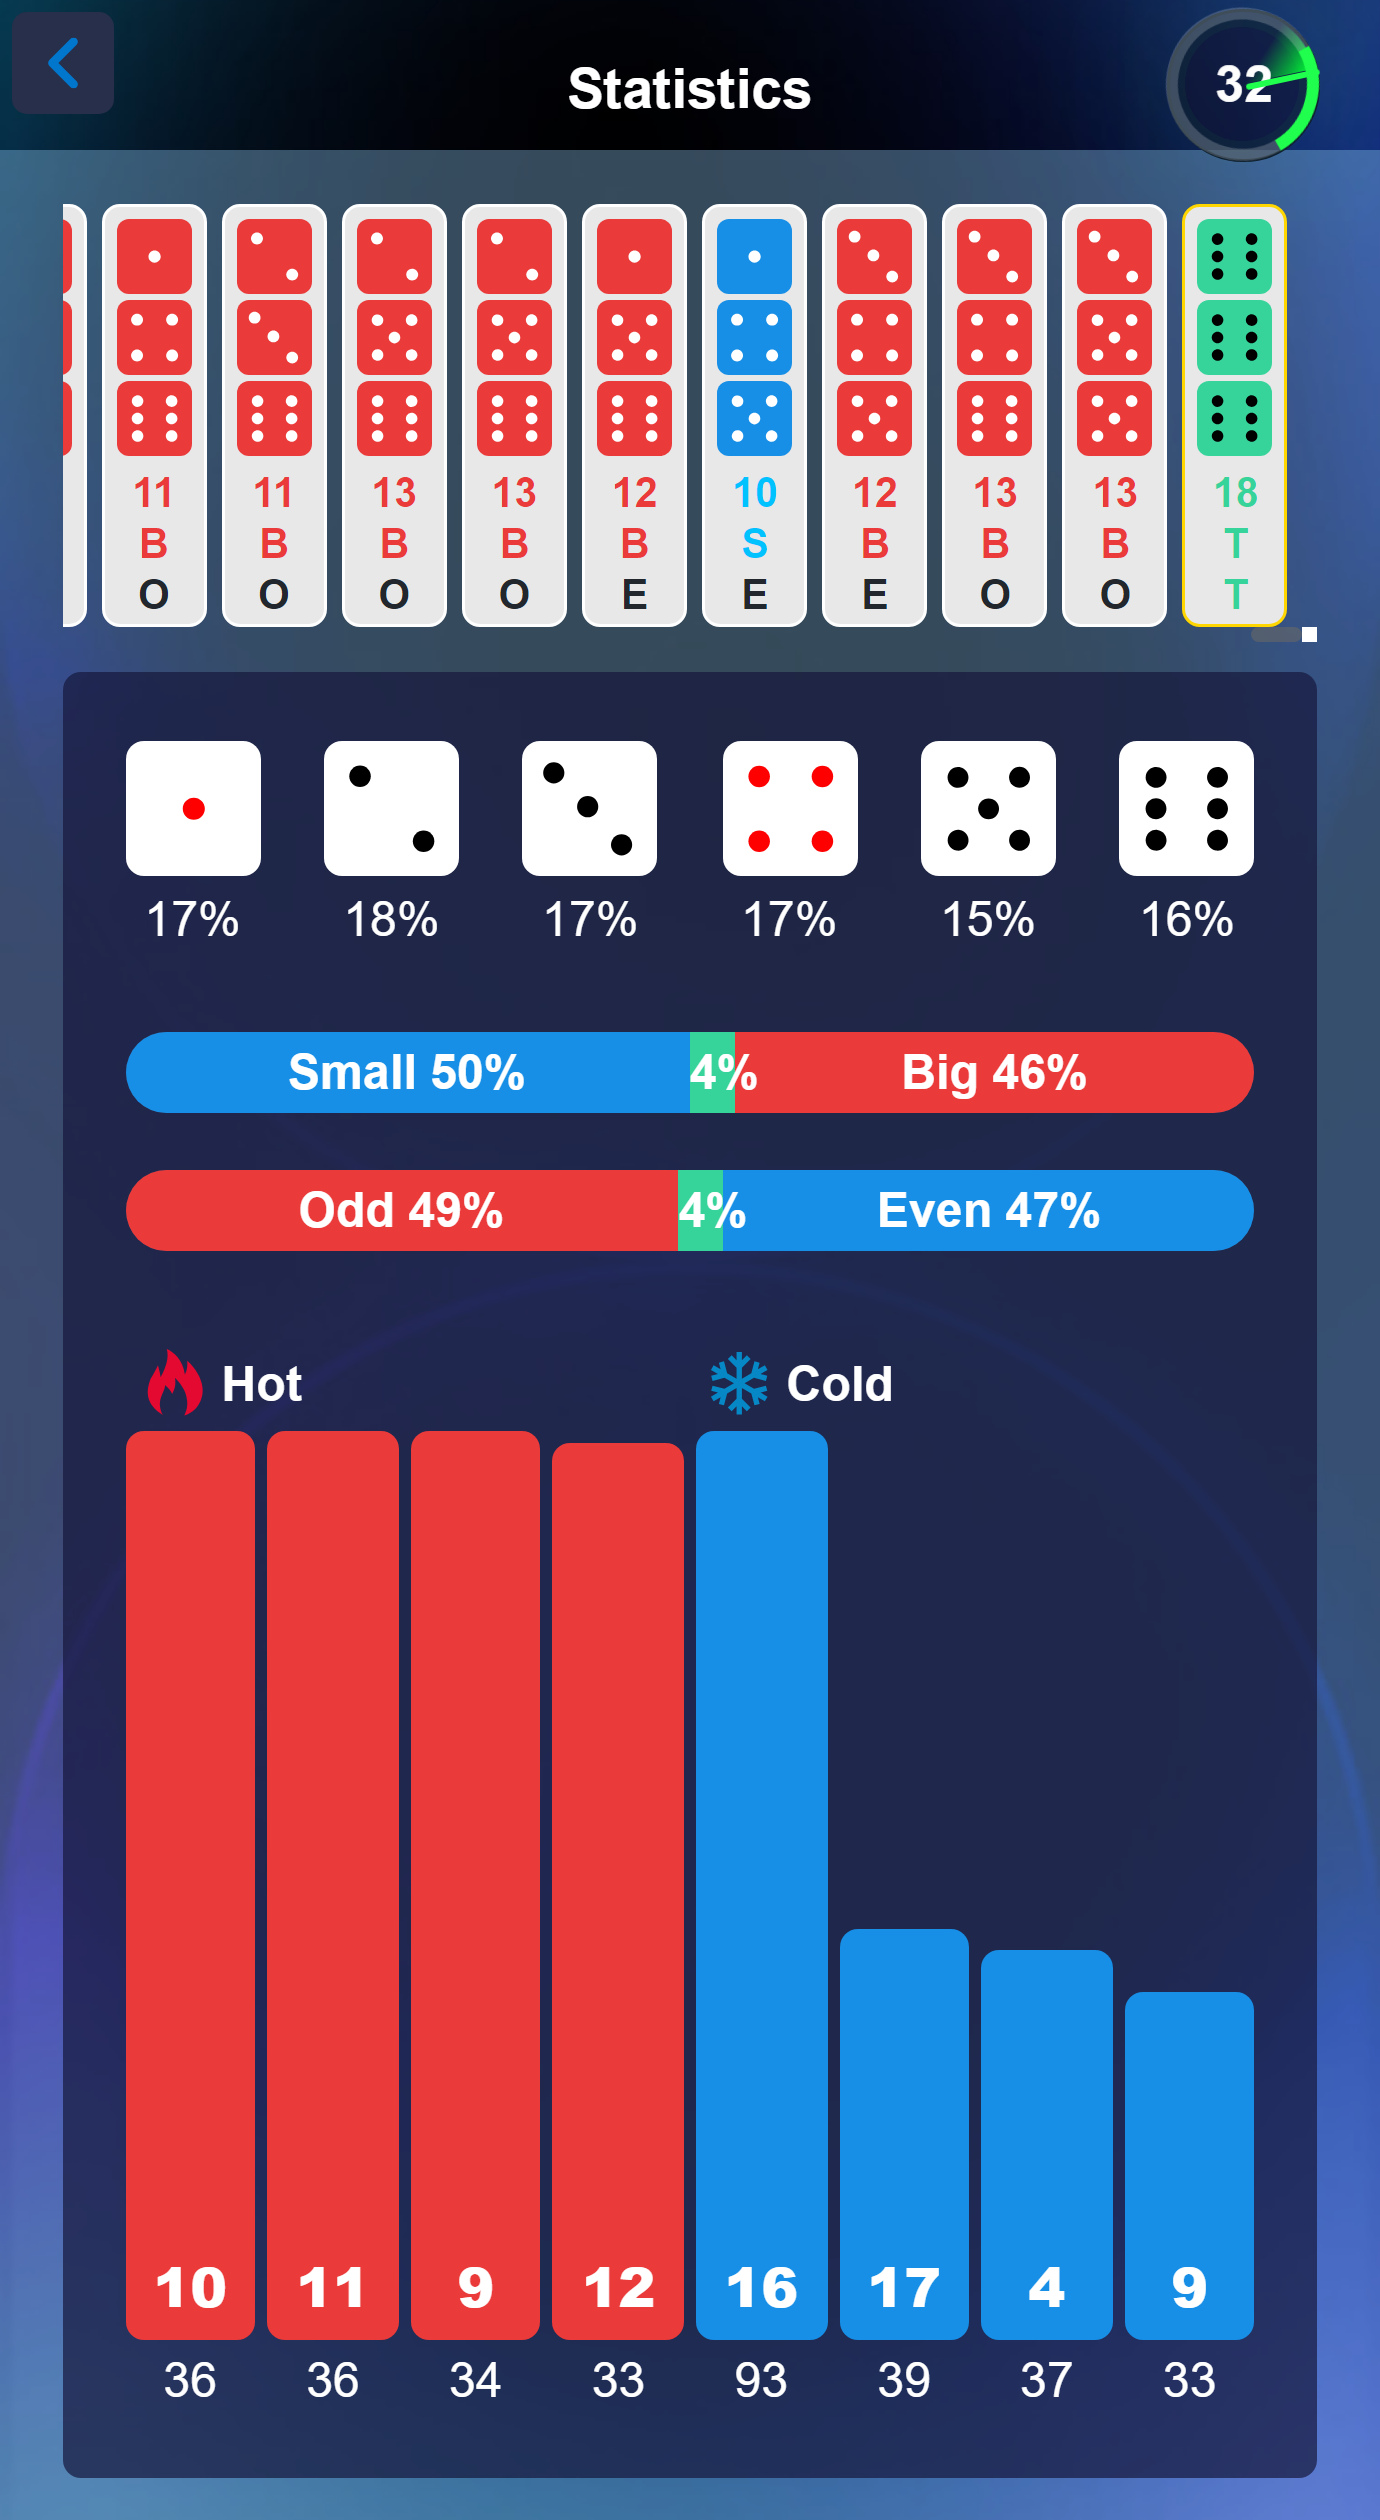 Statistics
32
11 11 13 13 12 10 12 13 13 18
B B B B B S B B B T
O O O O E E E O O T
17% 18% 17% 17% 15% 16%
Small 50% 4% Big 46%
Odd 49% 4% Even 47%
Hot Cold
10 11 9 12 16 17 4 9
36 36 34 33 93 39 37 33